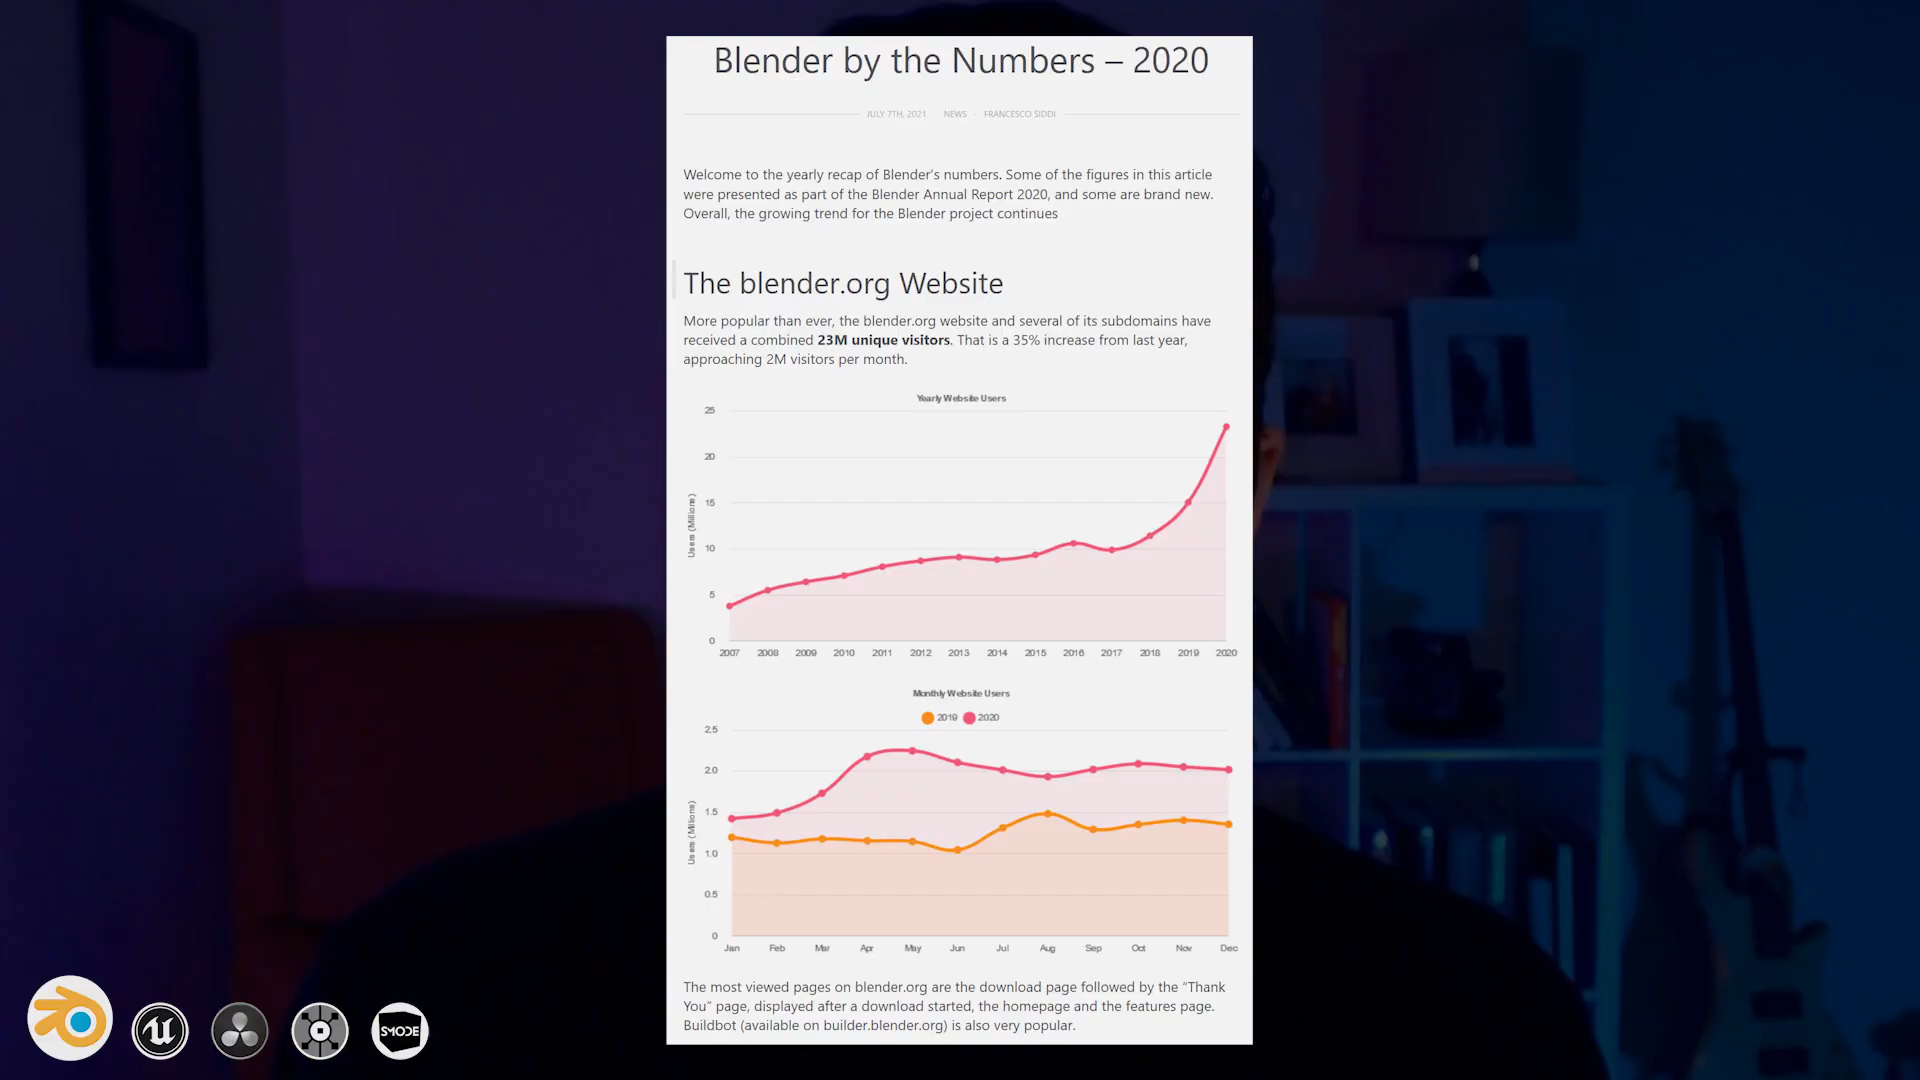 Blender by the Numbers – 2020
JULY 7TH, 2021 · NEWS · FRANCESCO SIDDI
Welcome to the yearly recap of Blender’s numbers. Some of the figures in this article
were presented as part of the Blender Annual Report 2020, and some are brand new.
Overall, the growing trend for the Blender project continues
The blender.org Website
More popular than ever, the blender.org website and several of its subdomains have
received a combined 23M unique visitors. That is a 35% increase from last year,
approaching 2M visitors per month.
Yearly Website Users
Users (Millions)
25
20
15
10
5
0
2007 2008 2009 2010 2011 2012 2013 2014 2015 2016 2017 2018 2019 2020
Monthly Website Users
2019 2020
Users (Millions)
2.5
2.0
1.5
1.0
0.5
0
Jan Feb Mar Apr May Jun Jul Aug Sep Oct Nov Dec
The most viewed pages on blender.org are the download page followed by the “Thank
You” page, displayed after a download started, the homepage and the features page.
Buildbot (available on builder.blender.org) is also very popular.
SMODE